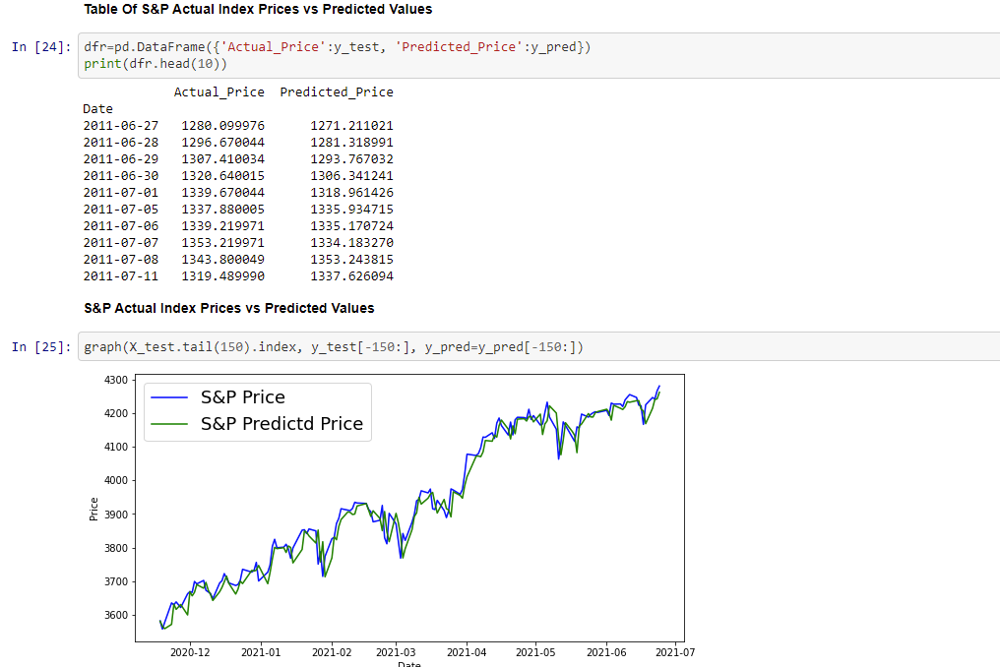 Table Of S&P Actual Index Prices vs Predicted Values
In [24]: dfr=pd.DataFrame({'Actual_Price':y_test, 'Predicted_Price':y_pred})
print(dfr.head(10))
Actual_Price Predicted_Price
Date
2011-06-27 1280.099976 1271.211021
2011-06-28 1296.670044 1281.318991
2011-06-29 1307.410034 1293.767032
2011-06-30 1320.640015 1306.341241
2011-07-01 1339.670044 1318.961426
2011-07-05 1337.880005 1335.934715
2011-07-06 1339.219971 1335.170724
2011-07-07 1353.219971 1334.183270
2011-07-08 1343.800049 1353.243815
2011-07-11 1319.489990 1337.626094
S&P Actual Index Prices vs Predicted Values
In [25]: graph(X_test.tail(150).index, y_test[-150:], y_pred=y_pred[-150:])
S&P Price
S&P Predictd Price
4300
4200
4100
4000
3900
3800
3700
3600
Price
2020-12 2021-01 2021-02 2021-03 2021-04 2021-05 2021-06 2021-07
Date